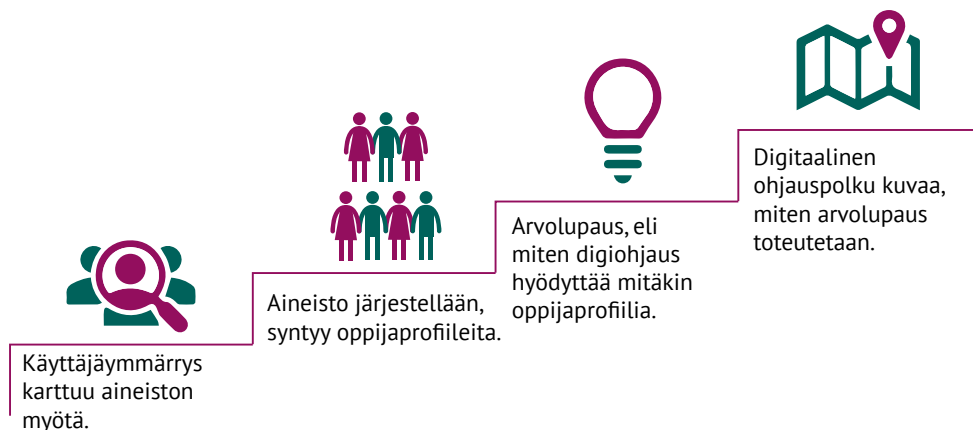 Käyttäjäymmärrys
karttuu aineiston
myötä.
Aineisto järjestellään,
syntyy oppijaprofiileita.
Arvolupaus, eli
miten digiohjaus
hyödyttää mitäkin
oppijaprofiilia.
Digitaalinen
ohjauspolku kuvaa,
miten arvolupaus
toteutetaan.